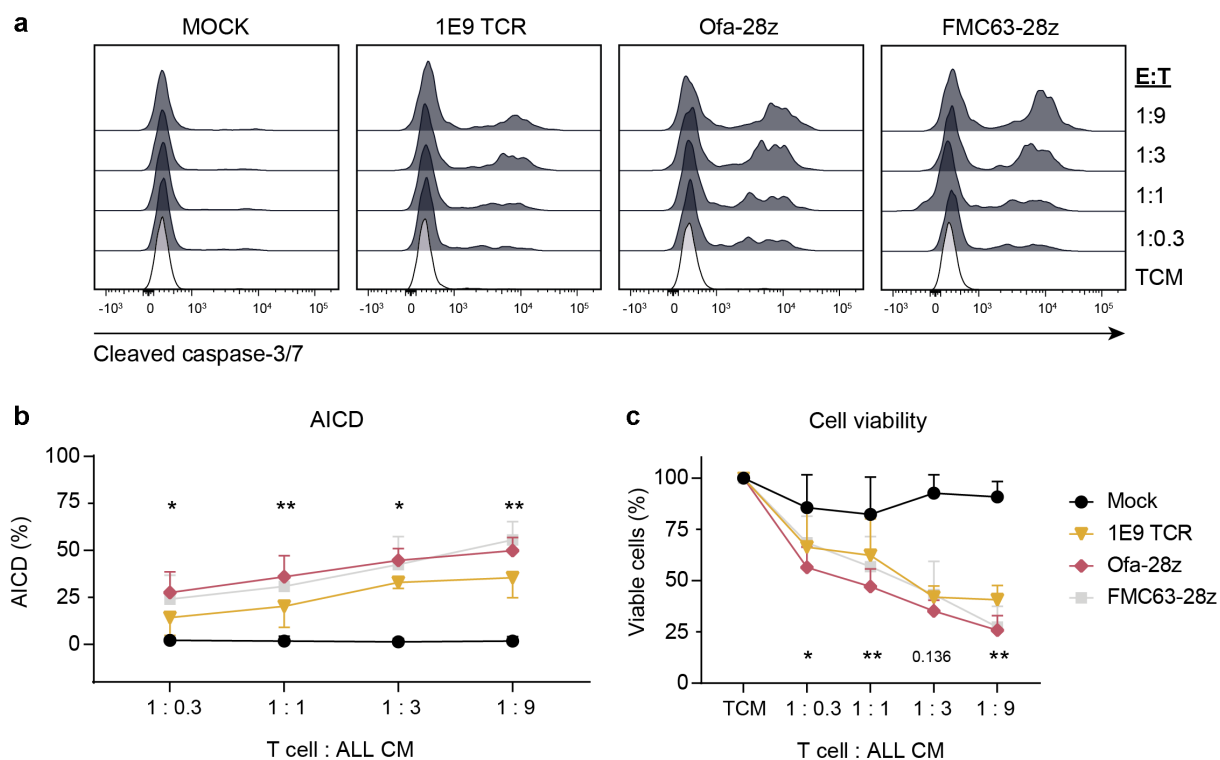 a
MOCK
1E9 TCR
Ofa-28z
FMC63-28z
E:T
1:9
1:3
1:1
1:0.3
TCM
-10³ 0 10³ 10⁴ 10⁵
-10³ 0 10³ 10⁴ 10⁵
-10³ 0 10³ 10⁴ 10⁵
-10³ 0 10³ 10⁴ 10⁵
Cleaved caspase-3/7
b
AICD
AICD (%)
100
75
50
25
0
* ** * **
1 : 0.3 1 : 1 1 : 3 1 : 9
T cell : ALL CM
c
Cell viability
Viable cells (%)
100
75
50
25
0
* ** 0.136 **
TCM 1 : 0.3 1 : 1 1 : 3 1 : 9
T cell : ALL CM
Mock
1E9 TCR
Ofa-28z
FMC63-28z